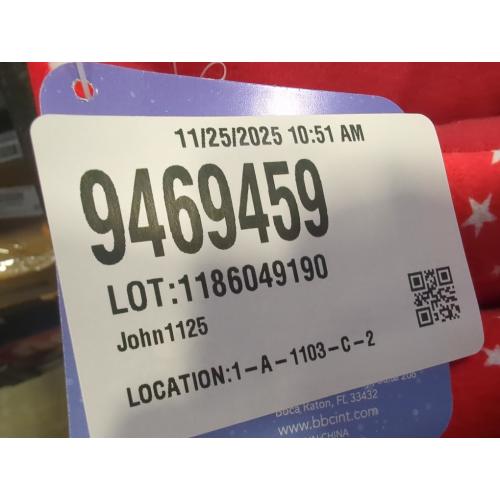 11/25/2025 10:51 AM
9469459
LOT:1186049190
John1125
LOCATION:1-A-1103-C-2
Boca Raton, FL 33432
www.bbcint.com
CHINA